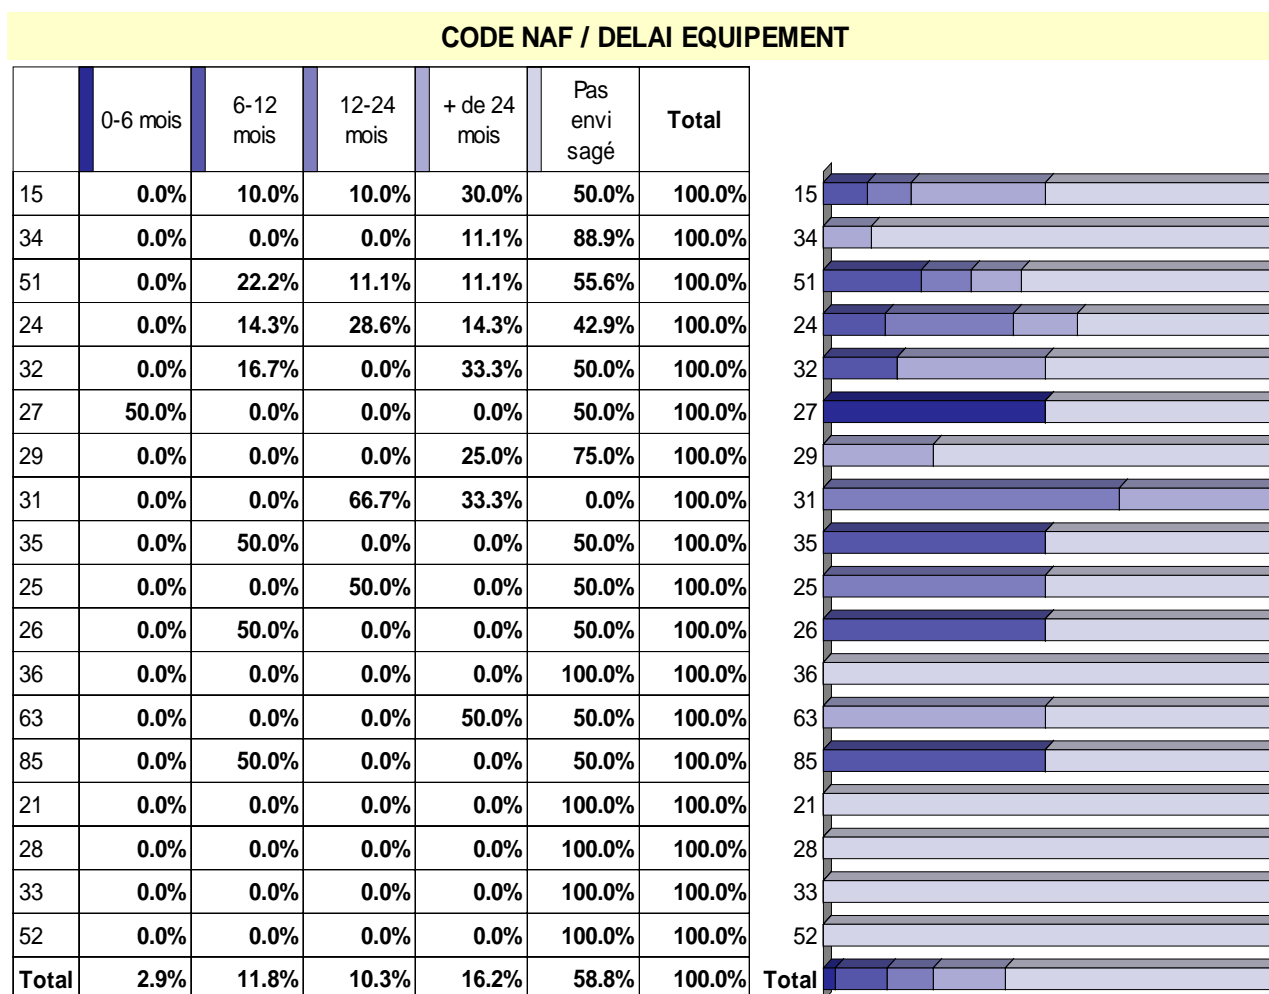 CODE NAF / DELAI EQUIPEMENT
0-6 mois 6-12 mois 12-24 mois + de 24 mois Pas envi sagé Total
15 0.0% 10.0% 10.0% 30.0% 50.0% 100.0% 15
34 0.0% 0.0% 0.0% 11.1% 88.9% 100.0% 34
51 0.0% 22.2% 11.1% 11.1% 55.6% 100.0% 51
24 0.0% 14.3% 28.6% 14.3% 42.9% 100.0% 24
32 0.0% 16.7% 0.0% 33.3% 50.0% 100.0% 32
27 50.0% 0.0% 0.0% 0.0% 50.0% 100.0% 27
29 0.0% 0.0% 0.0% 25.0% 75.0% 100.0% 29
31 0.0% 0.0% 66.7% 33.3% 0.0% 100.0% 31
35 0.0% 50.0% 0.0% 0.0% 50.0% 100.0% 35
25 0.0% 0.0% 50.0% 0.0% 50.0% 100.0% 25
26 0.0% 50.0% 0.0% 0.0% 50.0% 100.0% 26
36 0.0% 0.0% 0.0% 0.0% 100.0% 100.0% 36
63 0.0% 0.0% 0.0% 50.0% 50.0% 100.0% 63
85 0.0% 50.0% 0.0% 0.0% 50.0% 100.0% 85
21 0.0% 0.0% 0.0% 0.0% 100.0% 100.0% 21
28 0.0% 0.0% 0.0% 0.0% 100.0% 100.0% 28
33 0.0% 0.0% 0.0% 0.0% 100.0% 100.0% 33
52 0.0% 0.0% 0.0% 0.0% 100.0% 100.0% 52
Total 2.9% 11.8% 10.3% 16.2% 58.8% 100.0% Total